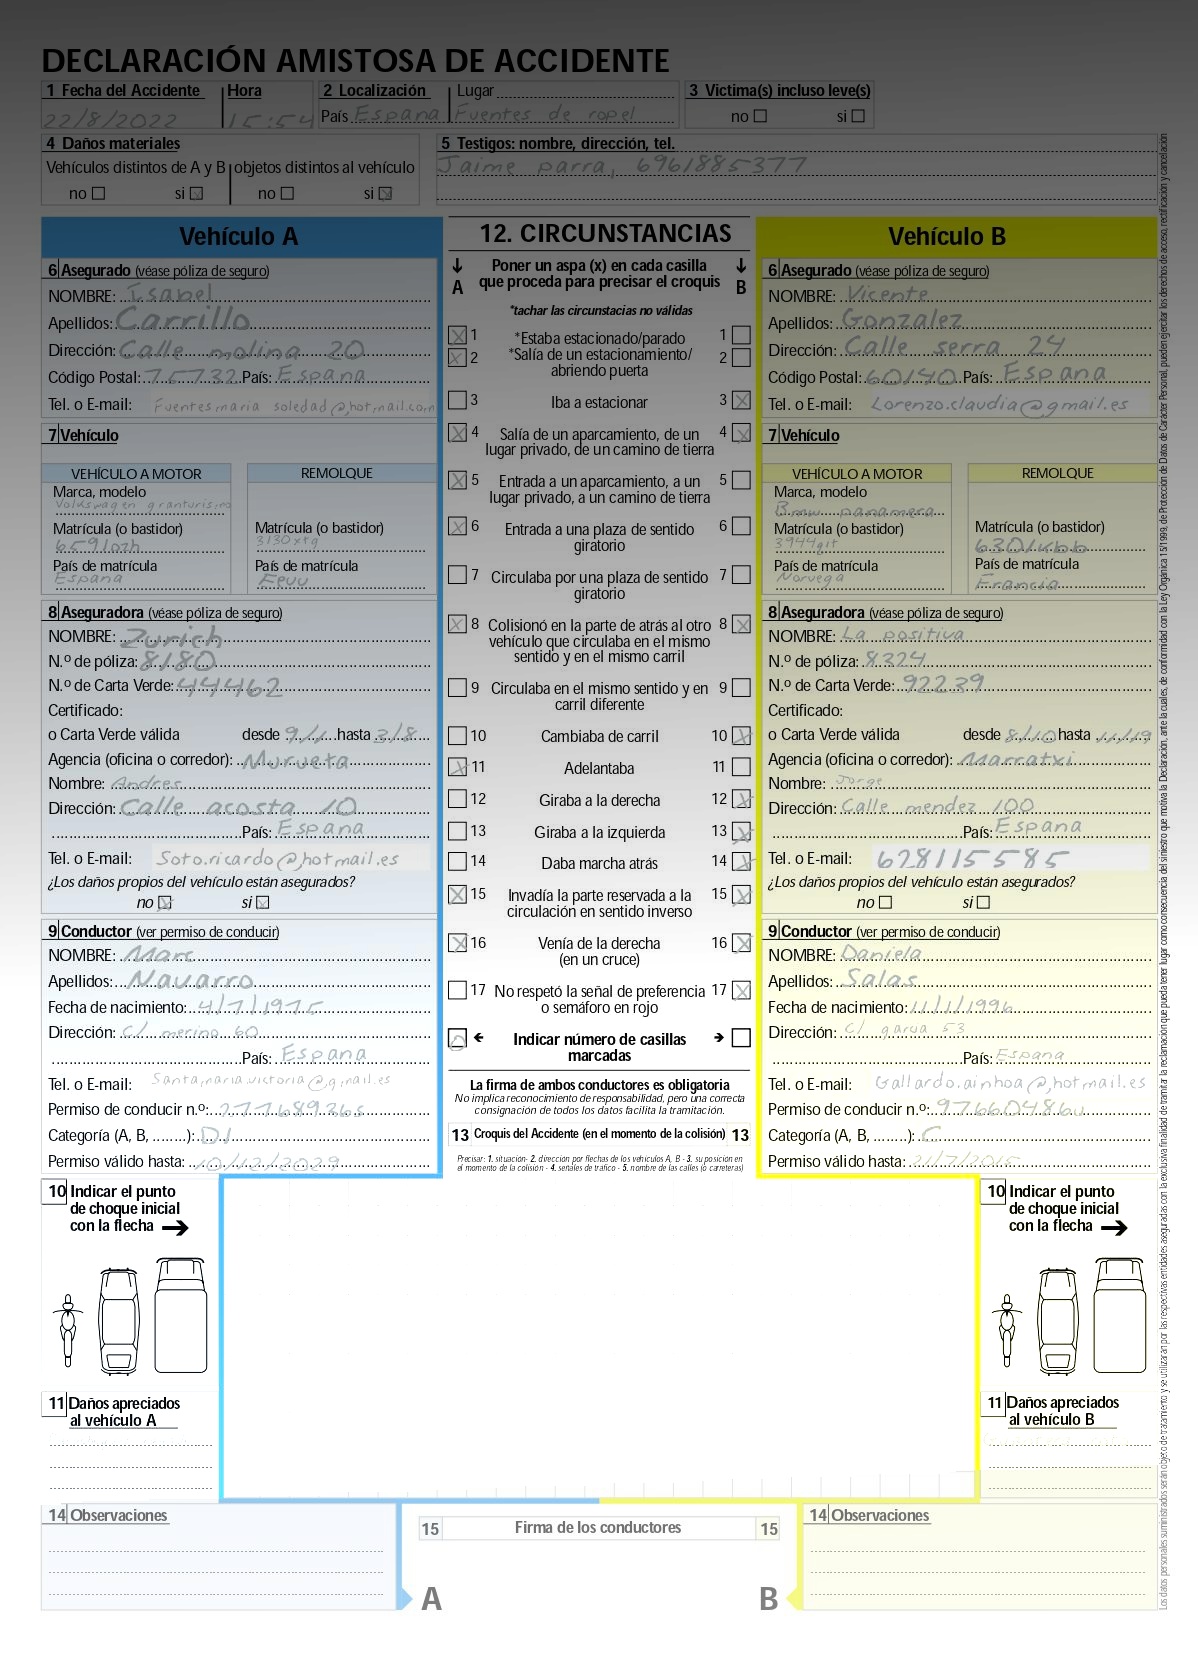 DECLARACIÓN AMISTOSA DE ACCIDENTE
1 Fecha del Accidente Hora 2 Localización Lugar 3 Victima(s) incluso leve(s)
22/8/2022 15:54 País Espana Fuentes de ropel no si
4 Daños materiales 5 Testigos: nombre, dirección, tel.
Vehículos distintos de A y B objetos distintos al vehículo Jaime parra, 6961885377
no si no si
Vehículo A
6 Asegurado (véase póliza de seguro)
NOMBRE: Isabel
Apellidos: Carrillo
Dirección: Calle molina 20
Código Postal: 75732 País: Espana
Tel. o E-mail: Fuentesmaria soledad@hotmail.com
7 Vehículo
VEHÍCULO A MOTOR REMOLQUE
Marca, modelo
Volkswagen granturismo
Matrícula (o bastidor) Matrícula (o bastidor)
6591ozh 3130xtg
País de matrícula País de matrícula
Espana Eeuu
8 Aseguradora (véase póliza de seguro)
NOMBRE: Zurich
N.º de póliza: 8180
N.º de Carta Verde: 44462
Certificado:
o Carta Verde válida desde 9/1 hasta 3/8
Agencia (oficina o corredor): Murueta
Nombre: Andres
Dirección: Calle acosta 10
País: Espana
Tel. o E-mail: Soto.ricardo@hotmail.es
¿Los daños propios del vehículo están asegurados?
no si
9 Conductor (ver permiso de conducir)
NOMBRE: Marc
Apellidos: Navarro
Fecha de nacimiento: 4/7/1975
Dirección: C/ merino 60
País: Espana
Tel. o E-mail: Santamaria.victoria@gmail.es
Permiso de conducir n.º: 27768936s
Categoría (A, B, ........): D1
Permiso válido hasta: 10/12/2029
12. CIRCUNSTANCIAS
Poner un aspa (x) en cada casilla
A que proceda para precisar el croquis B
*tachar las circunstacias no válidas
1 *Estaba estacionado/parado 1
2 *Salía de un estacionamiento/ 2
abriendo puerta
3 Iba a estacionar 3
4 Salía de un aparcamiento, de un 4
lugar privado, de un camino de tierra
5 Entrada a un aparcamiento, a un 5
lugar privado, a un camino de tierra
6 Entrada a una plaza de sentido 6
giratorio
7 Circulaba por una plaza de sentido 7
giratorio
8 Colisionó en la parte de atrás al otro 8
vehículo que circulaba en el mismo
sentido y en el mismo carril
9 Circulaba en el mismo sentido y en 9
carril diferente
10 Cambiaba de carril 10
11 Adelantaba 11
12 Giraba a la derecha 12
13 Giraba a la izquierda 13
14 Daba marcha atrás 14
15 Invadía la parte reservada a la 15
circulación en sentido inverso
16 Venía de la derecha 16
(en un cruce)
17 No respetó la señal de preferencia 17
o semáforo en rojo
Indicar número de casillas
marcadas
La firma de ambos conductores es obligatoria
No implica reconocimiento de responsabilidad, pero una correcta
consignación de todos los datos facilita la tramitación.
13 Croquis del Accidente (en el momento de la colisión) 13
Precisar: 1. situación- 2. dirección por flechas de los vehículos A, B - 3. su posición en
el momento de la colisión - 4. señales de tráfico - 5. nombre de las calles (o carreteras)
Vehículo B
6 Asegurado (véase póliza de seguro)
NOMBRE: Vicente
Apellidos: Gonzalez
Dirección: Calle serra 24
Código Postal: 60140 País: Espana
Tel. o E-mail: Lorenzo.claudia@gmail.es
7 Vehículo
VEHÍCULO A MOTOR REMOLQUE
Marca, modelo
Bmw panamera
Matrícula (o bastidor) Matrícula (o bastidor)
3944git 6301kbb
País de matrícula País de matrícula
Noruega Francia
8 Aseguradora (véase póliza de seguro)
NOMBRE: La positiva
N.º de póliza: 8324
N.º de Carta Verde: 92239
Certificado:
o Carta Verde válida desde 8/10 hasta 11/19
Agencia (oficina o corredor): Marratxi
Nombre: Jorge
Dirección: Calle mendez 100
País: Espana
Tel. o E-mail: 628115585
¿Los daños propios del vehículo están asegurados?
no si
9 Conductor (ver permiso de conducir)
NOMBRE: Daniela
Apellidos: Salas
Fecha de nacimiento: 11/1/1996
Dirección: C/ garua 53
País: Espana
Tel. o E-mail: Gallardo.ainhoa@hotmail.es
Permiso de conducir n.º: 97660486u
Categoría (A, B, ........): C
Permiso válido hasta: 21/7/2015
10 Indicar el punto
de choque inicial
con la flecha
11 Daños apreciados
al vehículo A
10 Indicar el punto
de choque inicial
con la flecha
11 Daños apreciados
al vehículo B
14 Observaciones
15 Firma de los conductores 15
A B
14 Observaciones
Los datos personales suministrados serán objeto de tratamiento y se utilizaran por las respectivas entidades aseguradas con la exclusiva finalidad de tramitar la reclamación que pueda tener lugar como consecuencia del siniestro que motiva la Declaración, ante la cuales, de conformidad con la Ley Orgánica 15/1999, de Protección de Datos de Carácter Personal, pueden ejercitar los derechos de acceso, rectificación y cancelación